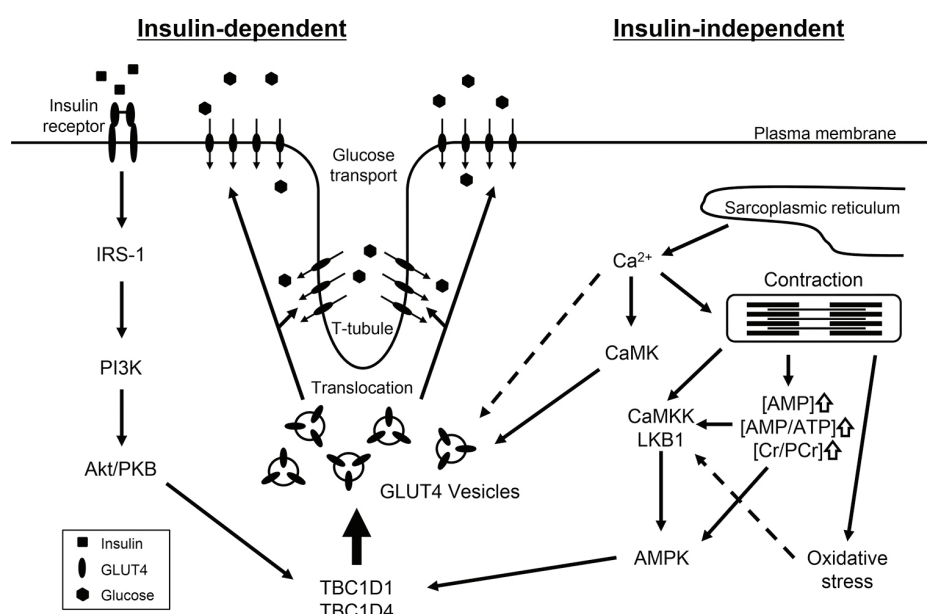 Insulin-dependent
Insulin-independent
Insulin
receptor
Plasma membrane
Glucose
transport
Sarcoplasmic reticulum
IRS-1
Ca²⁺
Contraction
T-tubule
CaMK
PI3K
Translocation
[AMP]⇧
CaMKK
[AMP/ATP]⇧
LKB1
[Cr/PCr]⇧
Akt/PKB
GLUT4 Vesicles
Insulin
GLUT4
Glucose
AMPK
Oxidative
stress
TBC1D1
TBC1D4